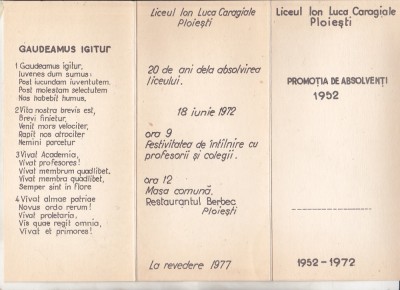 GAUDEAMUS IGITUR
1 Gaudeamus igitur,
Iuvenes dum sumus;
Post iucundam iuventutem.
Post molestam selectutem
Nos habebit humus.
2 Vita nostra brevis est,
Brevi finietur,
Venit mors velociter,
Rapit nos atrociter
Nemini parcetur
3 Vivat Academia,
Vivat profesores!
Vivat membrum quadlibet.
Vivat membra quadlibet,
Semper sint in flore
4 Vivat almae patriae
Novus ordo rerum!
Vivat proletaria,
Vis quae regit omnia,
Vivat et primores!
Liceul Ion Luca Caragiale
Ploiești
20 de ani dela absolvirea
liceului.
18 iunie 1972
ora 9
Festivitatea de întîlnire cu
profesorii și colegii.
ora 12
Masa comună.
Restaurantul Berbec
Ploiești
La revedere 1977
Liceul Ion Luca Caragiale
Ploiești
PROMOȚIA DE ABSOLVENȚI
1952
1952-1972